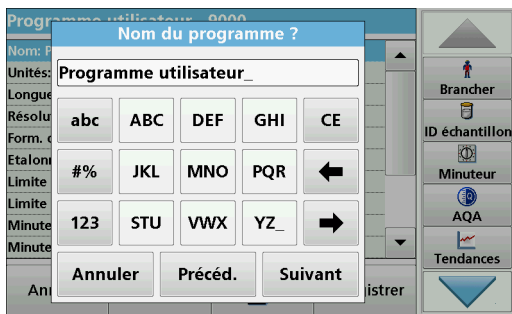 Programme utilisateur 9000
Nom du programme ?
Nom: P
Unités:
Programme utilisateur_
Longue
Résolu
Form. d
Etalonn
Limite
Limite
Minute
Minute
abc ABC DEF GHI CE
#% JKL MNO PQR
123 STU VWX YZ_
Annuler Précéd. Suivant
An
istrer
Brancher
ID échantillon
Minuteur
AQA
Tendances